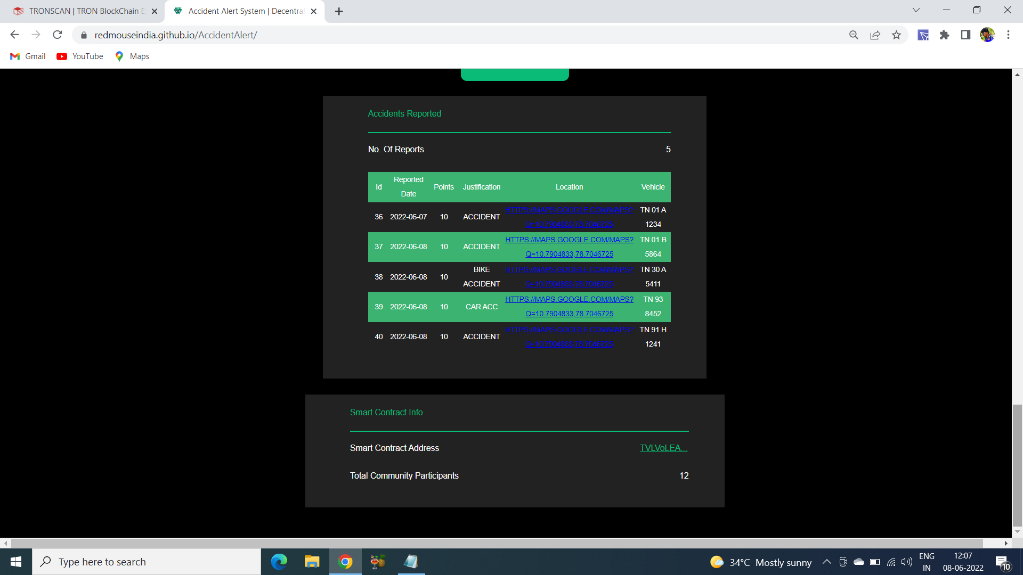 TRONSCAN | TRON BlockChain
Accident Alert System | Decentra
redmouseindia.github.io/AccidentAlert/
Gmail
YouTube
Maps
Accidents Reported
No Of Reports 5
Id Reported Date Points Justification Location Vehicle
36 2022-06-07 10 ACCIDENT TN 01 A 1234
37 2022-06-08 10 ACCIDENT HTTPS://MAPS.GOOGLE.COM/MAPS? Q=10.7904833,78.7046725 TN 01 B 5864
38 2022-06-08 10 BIKE ACCIDENT TN 30 A 5411
39 2022-06-08 10 CAR ACC HTTPS://MAPS.GOOGLE.COM/MAPS? Q=10.7904833,78.7046725 TN 93 8452
40 2022-06-08 10 ACCIDENT TN 91 H 1241
Smart Contract Info
Smart Contract Address TVLVoLEA...
Total Community Participants 12
Type here to search
34°C Mostly sunny
ENG
IN
12:07
08-06-2022
10